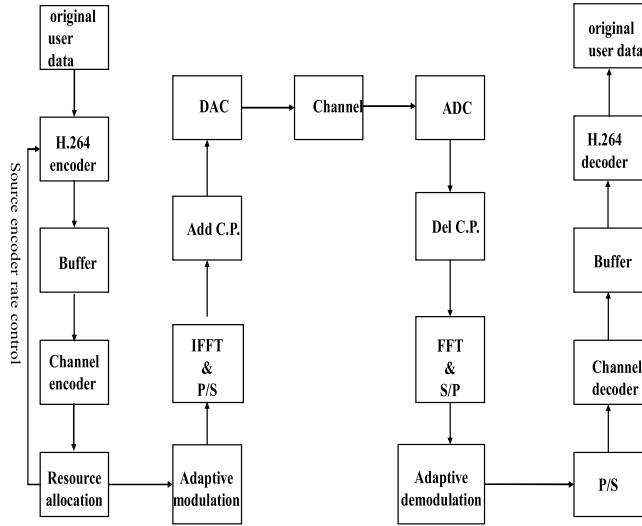 original
user
data
H.264
encoder
Buffer
Channel
encoder
Resource
allocation
Source encoder rate control
Adaptive
modulation
IFFT
&
P/S
Add C.P.
DAC
Channel
ADC
Del C.P.
FFT
&
S/P
Adaptive
demodulation
P/S
Channel
decoder
Buffer
H.264
decoder
original
user data